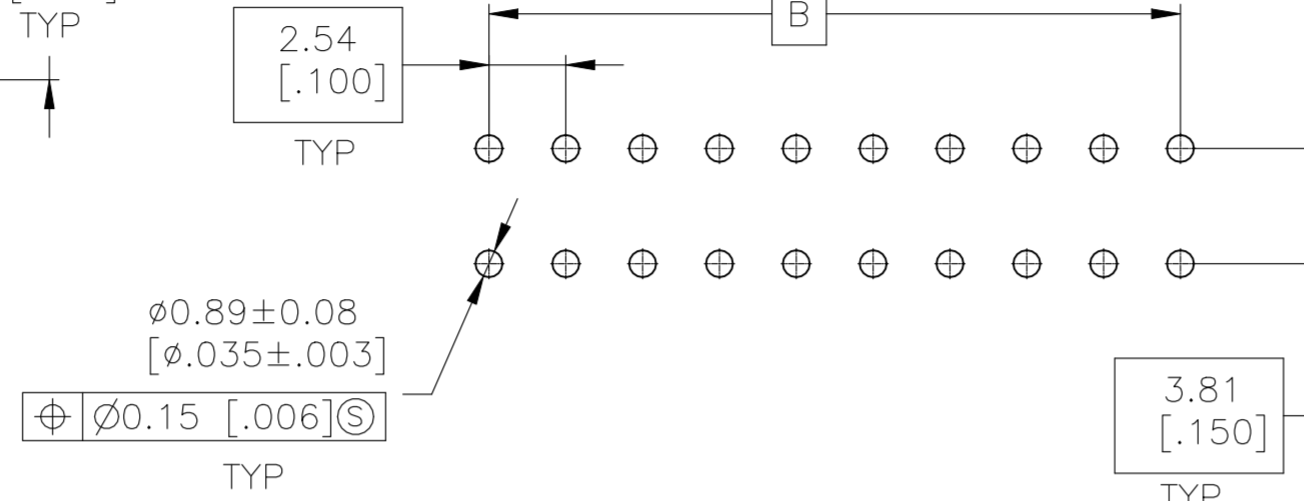 TYP
2.54
[.100]
TYP
B
⌀0.89±0.08
[⌀.035±.003]
⌖ ⌀0.15 [.006]Ⓢ
TYP
3.81
[.150]
TYP